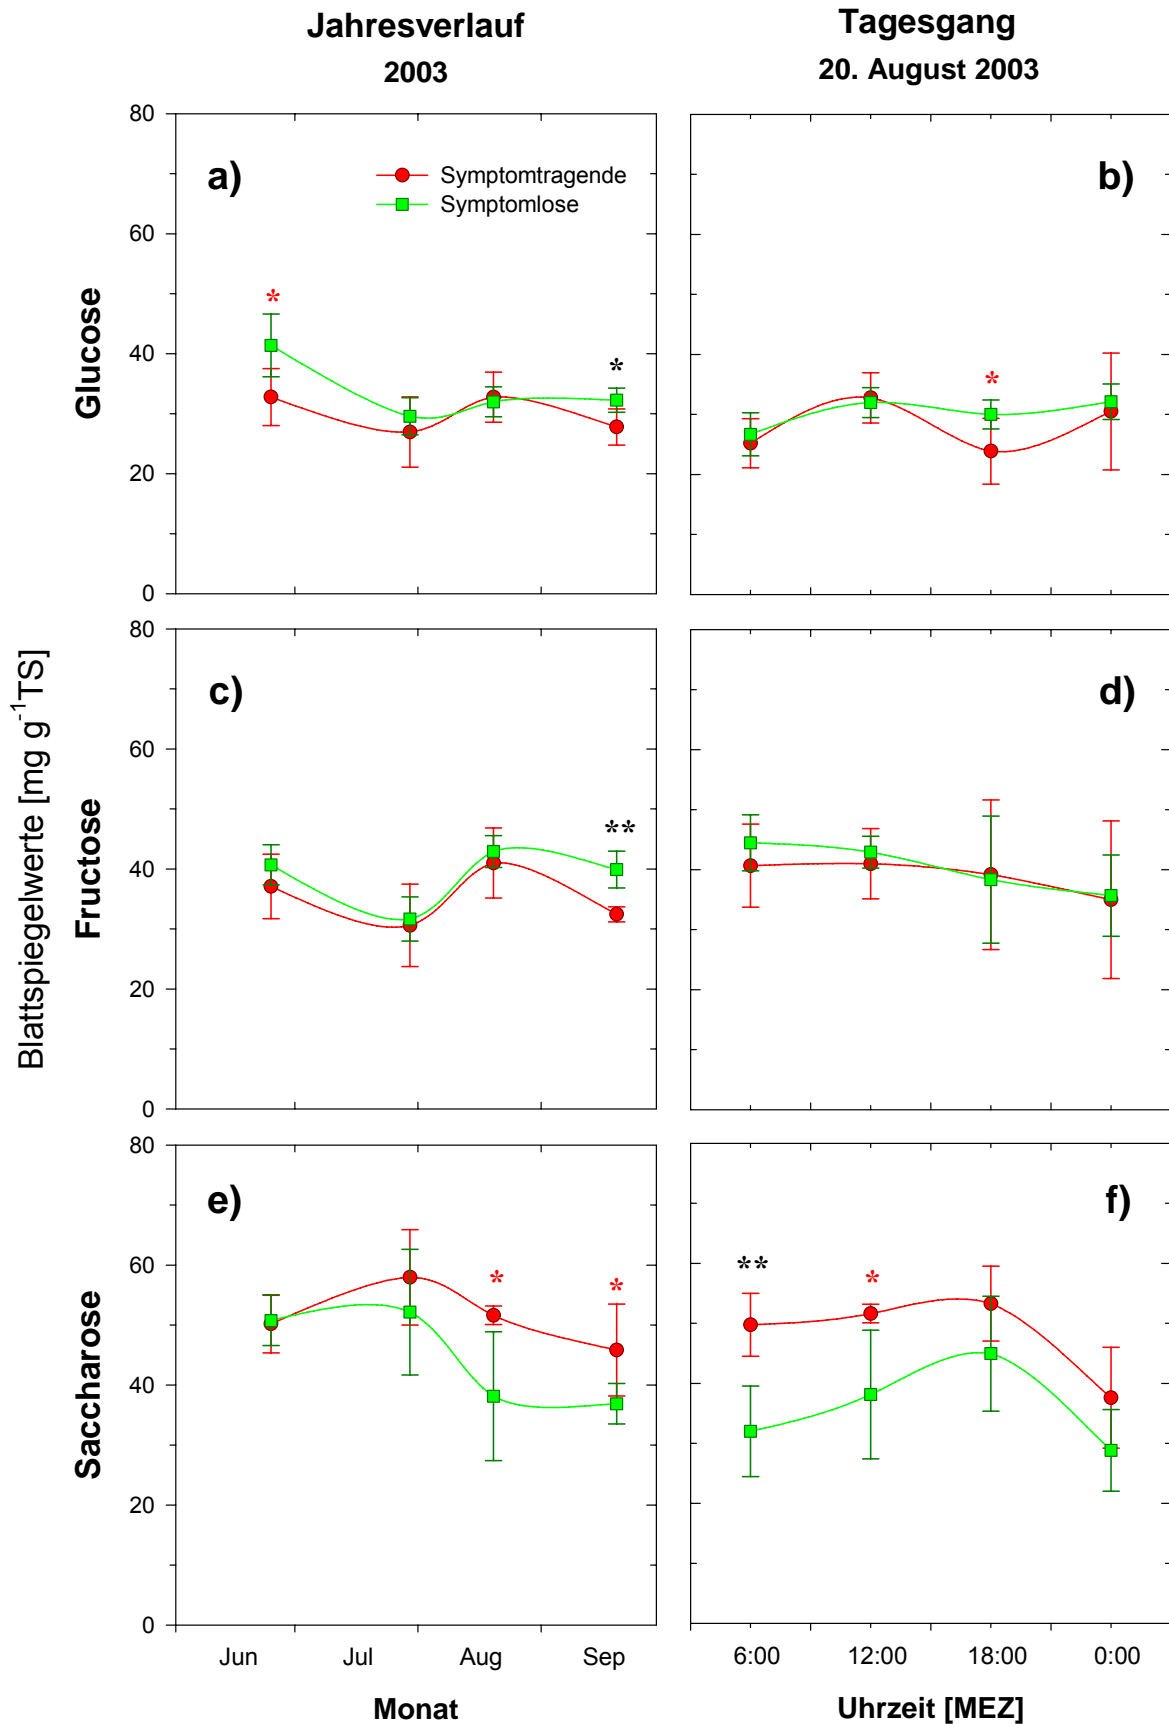 Jahresverlauf
2003
Tagesgang
20. August 2003
Blattspiegelwerte [mg g⁻¹TS]
Glucose
80
60
40
20
0
a)
Symptomtragende
Symptomlose
*
*
b)
*
Fructose
80
60
40
20
0
c)
**
d)
Saccharose
80
60
40
20
0
e)
*
*
f)
**
*
Jun Jul Aug Sep
Monat
6:00 12:00 18:00 0:00
Uhrzeit [MEZ]